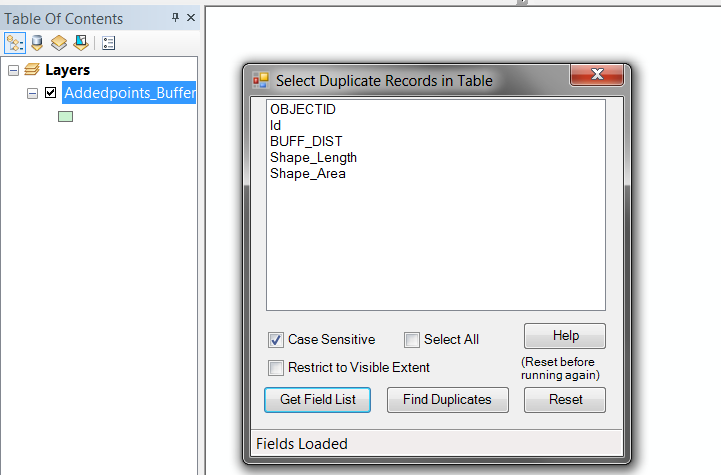 Table Of Contents
Layers
Addedpoints_Buffer
Select Duplicate Records in Table
OBJECTID
Id
BUFF_DIST
Shape_Length
Shape_Area
Case Sensitive
Select All
Help
Restrict to Visible Extent
(Reset before
running again)
Get Field List
Find Duplicates
Reset
Fields Loaded